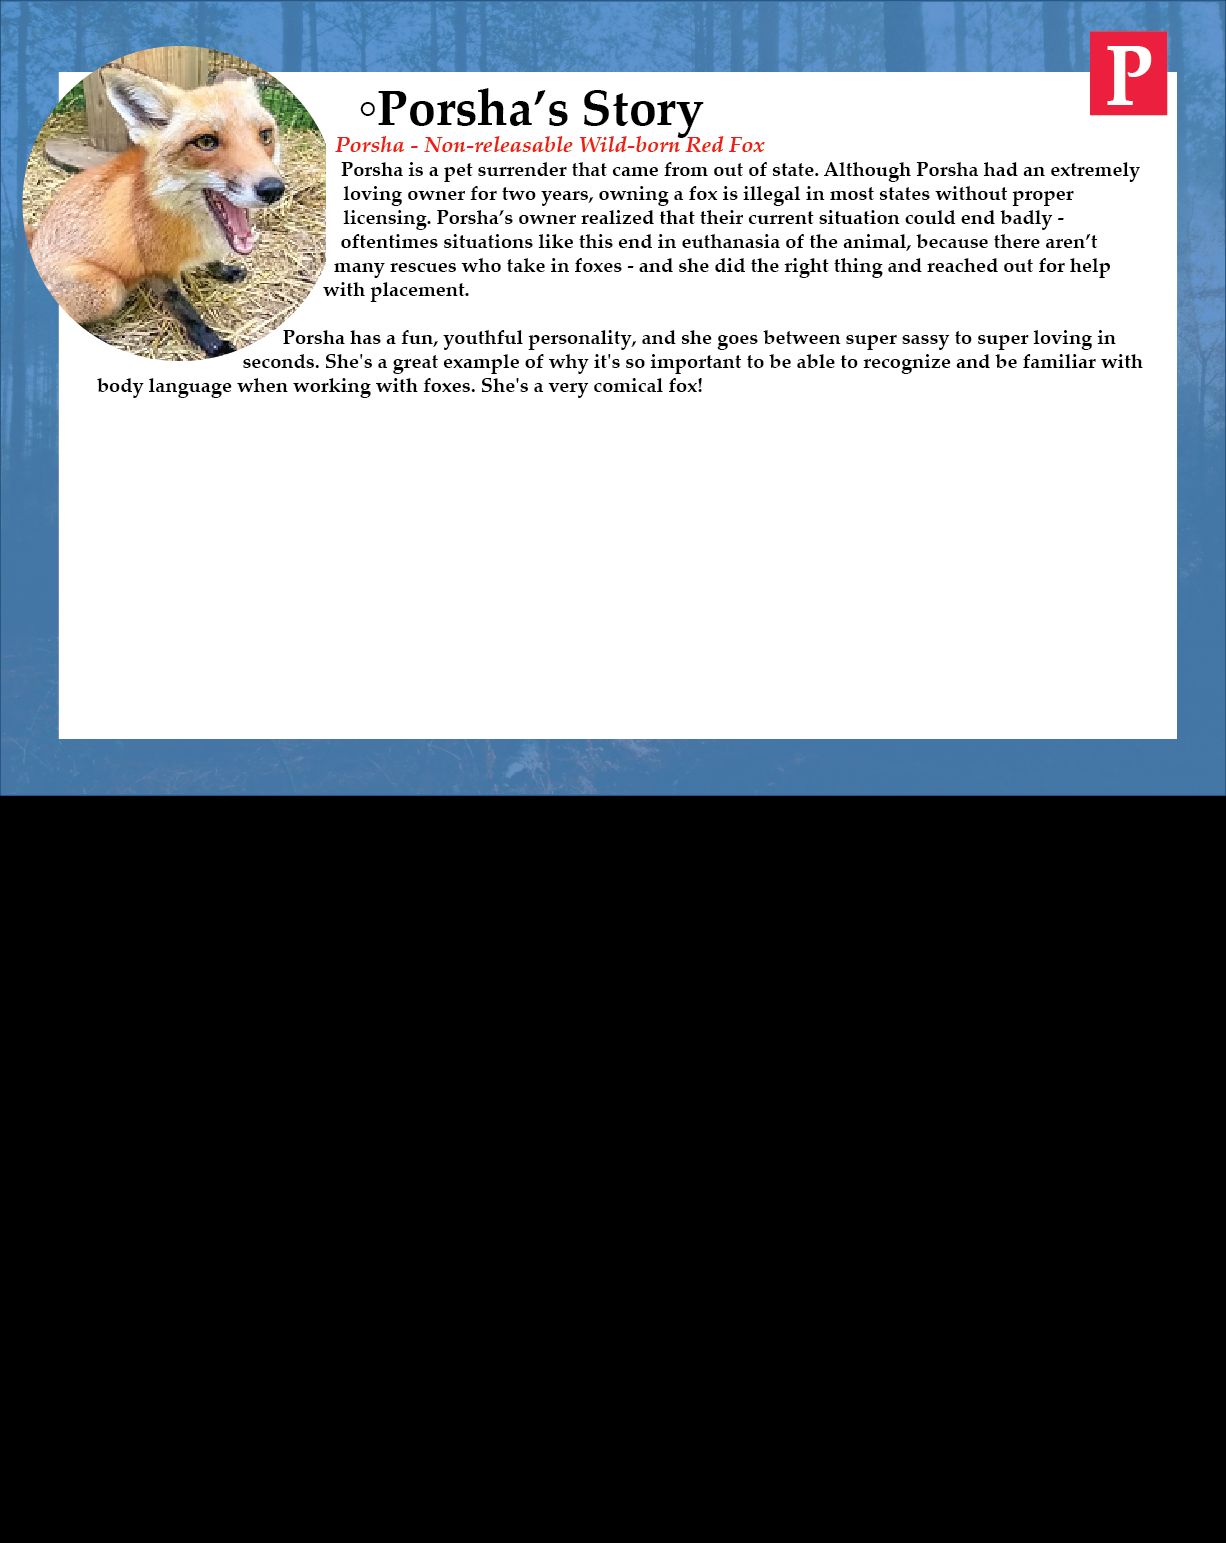 P
◦Porsha’s Story
Porsha - Non-releasable Wild-born Red Fox
Porsha is a pet surrender that came from out of state. Although Porsha had an extremely
loving owner for two years, owning a fox is illegal in most states without proper
licensing. Porsha’s owner realized that their current situation could end badly -
oftentimes situations like this end in euthanasia of the animal, because there aren’t
many rescues who take in foxes - and she did the right thing and reached out for help
with placement.
Porsha has a fun, youthful personality, and she goes between super sassy to super loving in
seconds. She's a great example of why it's so important to be able to recognize and be familiar with
body language when working with foxes. She's a very comical fox!